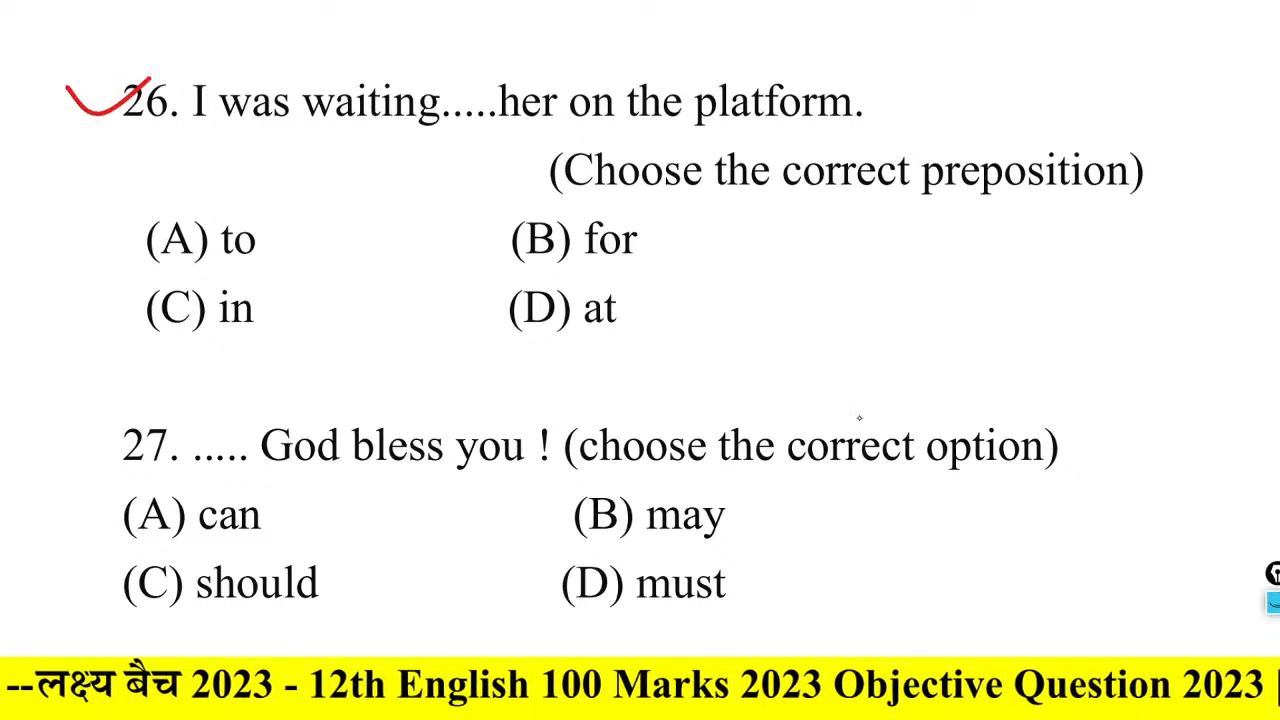 26. I was waiting.....her on the platform.
(Choose the correct preposition)
(A) to (B) for
(C) in (D) at
27. ..... God bless you ! (choose the correct option)
(A) can (B) may
(C) should (D) must
--लक्ष्य बैच 2023 - 12th English 100 Marks 2023 Objective Question 2023 |